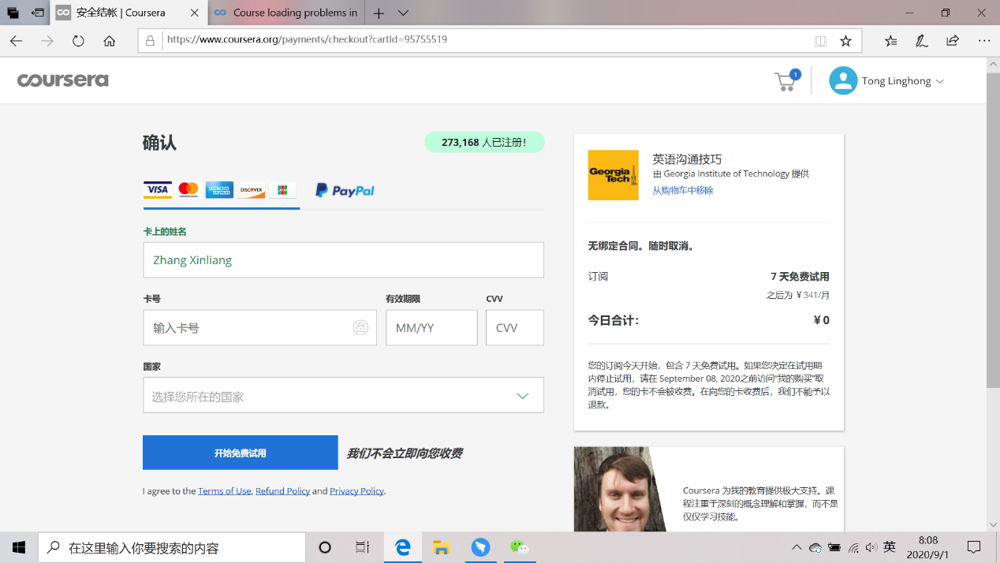 安全结帐 | Coursera
Course loading problems in
https://www.coursera.org/payments/checkout?cartId=95755519
coursera
1
Tong Linghong
确认
273,168 人已注册！
VISA
mastercard
AMERICAN EXPRESS
DISCOVER
JCB
PayPal
卡上的姓名
Zhang Xinliang
卡号
有效期限
CVV
输入卡号
MM/YY
CVV
国家
选择您所在的国家
开始免费试用
我们不会立即向您收费
I agree to the Terms of Use, Refund Policy and Privacy Policy.
Georgia
Tech
英语沟通技巧
由 Georgia Institute of Technology 提供
从购物车中移除
无绑定合同。随时取消。
订阅
7 天免费试用
之后为 ￥341/月
今日合计：
￥0
您的订阅今天开始，包含 7 天免费试用。如果您决定在试用期
内停止试用，请在 September 08, 2020之前访问“我的购买”取
消试用，您的卡不会被收费。在向您的卡收费后，我们不能予以
退款。
Coursera 为我的教育提供极大支持。课
程注重于深刻的概念理解和掌握，而不是
仅仅学习技能。
在这里输入你要搜索的内容
英
8:08
2020/9/1